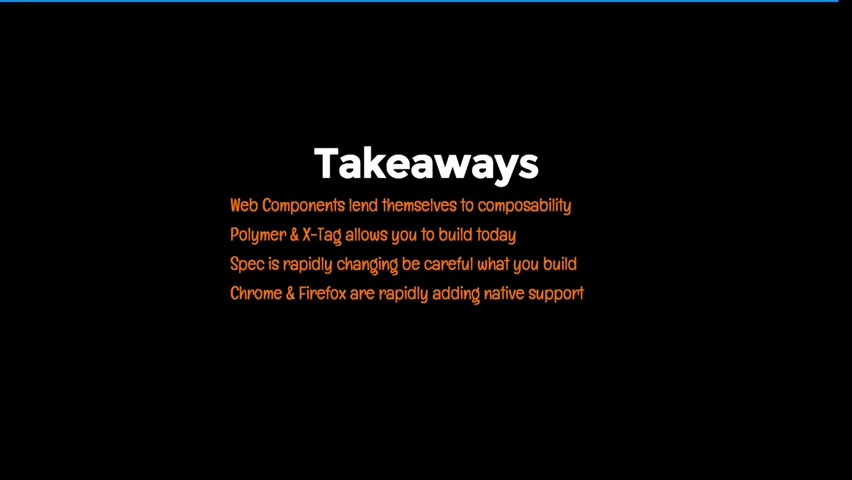 Takeaways
Web Components lend themselves to composability
Polymer & X-Tag allows you to build today
Spec is rapidly changing be careful what you build
Chrome & Firefox are rapidly adding native support